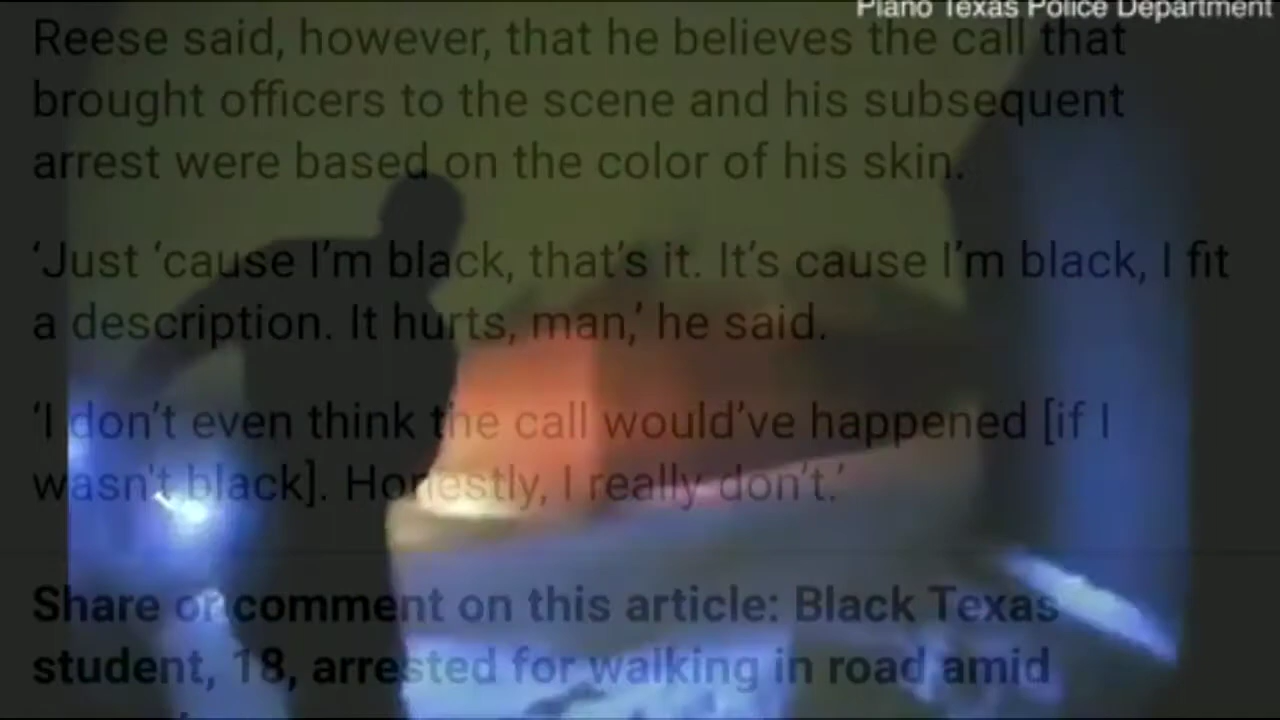 Plano Texas Police Department
Reese said, however, that he believes the call that
brought officers to the scene and his subsequent
arrest were based on the color of his skin.
‘Just ‘cause I’m black, that’s it. It’s cause I’m black, I fit
a description. It hurts, man,’ he said.
‘I don’t even think the call would’ve happened [if I
wasn't black]. Honestly, I really don’t.’
Share or comment on this article: Black Texas
student, 18, arrested for walking in road amid